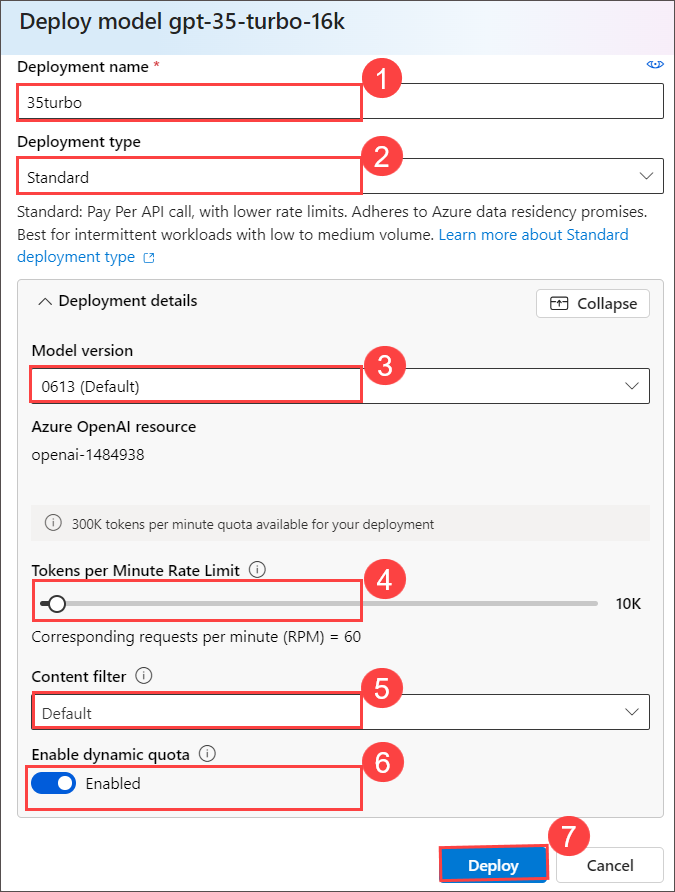 Deploy model gpt-35-turbo-16k
Deployment name *
1
35turbo
Deployment type
2
Standard
Standard: Pay Per API call, with lower rate limits. Adheres to Azure data residency promises.
Best for intermittent workloads with low to medium volume. Learn more about Standard
deployment type
Deployment details
Collapse
Model version
3
0613 (Default)
Azure OpenAI resource
openai-1484938
300K tokens per minute quota available for your deployment
Tokens per Minute Rate Limit
4
10K
Corresponding requests per minute (RPM) = 60
Content filter
5
Default
Enable dynamic quota
6
Enabled
7
Deploy
Cancel